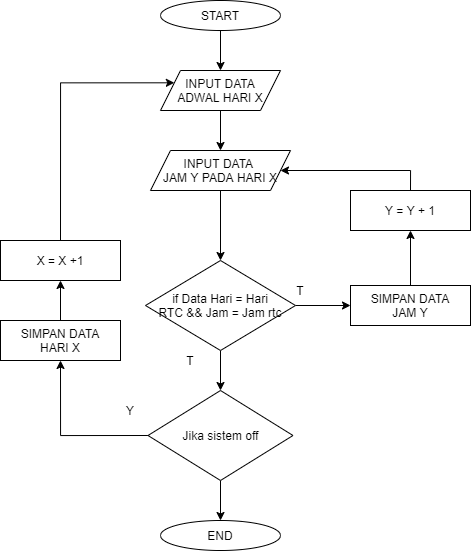 START
INPUT DATA
ADWAL HARI X
INPUT DATA
JAM Y PADA HARI X
Y = Y + 1
X = X +1
if Data Hari = Hari
RTC && Jam = Jam rtc
T
SIMPAN DATA
JAM Y
SIMPAN DATA
HARI X
T
Y
Jika sistem off
END